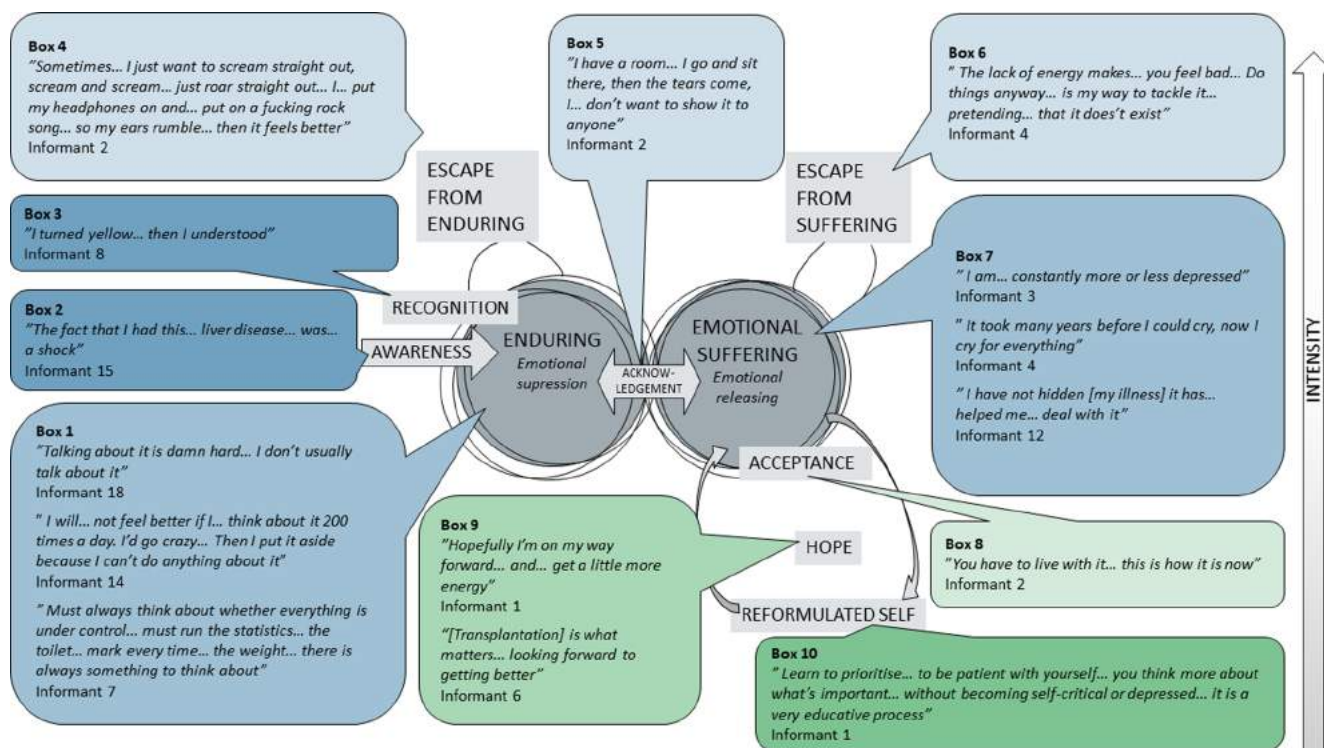 Box 4
"Sometimes... I just want to scream straight out,
scream and scream... just roar straight out... I... put
my headphones on and... put on a fucking rock
song... so my ears rumble... then it feels better"
Informant 2
Box 5
"I have a room... I go and sit
there, then the tears come,
I... don't want to show it to
anyone"
Informant 2
Box 6
" The lack of energy makes... you feel bad... Do
things anyway... is my way to tackle it...
pretending... that it does't exist"
Informant 4
ESCAPE
FROM
ENDURING
ESCAPE
FROM
SUFFERING
Box 3
"I turned yellow... then I understood"
Informant 8
RECOGNITION
Box 2
"The fact that I had this... liver disease... was...
a shock"
Informant 15
AWARENESS
ENDURING
Emotional
supression
ACKNOW-
LEDGEMENT
EMOTIONAL
SUFFERING
Emotional
releasing
Box 7
" I am... constantly more or less depressed"
Informant 3
" It took many years before I could cry, now I
cry for everything"
Informant 4
" I have not hidden [my illness] it has...
helped me... deal with it"
Informant 12
INTENSITY
Box 1
"Talking about it is damn hard... I don't usually
talk about it"
Informant 18
" I will... not feel better if I... think about it 200
times a day. I'd go crazy... Then I put it aside
because I can't do anything about it"
Informant 14
"Must always think about whether everything is
under control... must run the statistics... the
toilet... mark every time... the weight... there is
always something to think about"
Informant 7
ACCEPTANCE
Box 9
"Hopefully I'm on my way
forward... and... get a little more
energy"
Informant 1
"[Transplantation] is what
matters... looking forward to
getting better"
Informant 6
HOPE
Box 8
"You have to live with it... this is how it is now"
Informant 2
REFORMULATED SELF
Box 10
" Learn to prioritise... to be patient with yourself... you think more about
what's important... without becoming self-critical or depressed... it is a
very educative process"
Informant 1